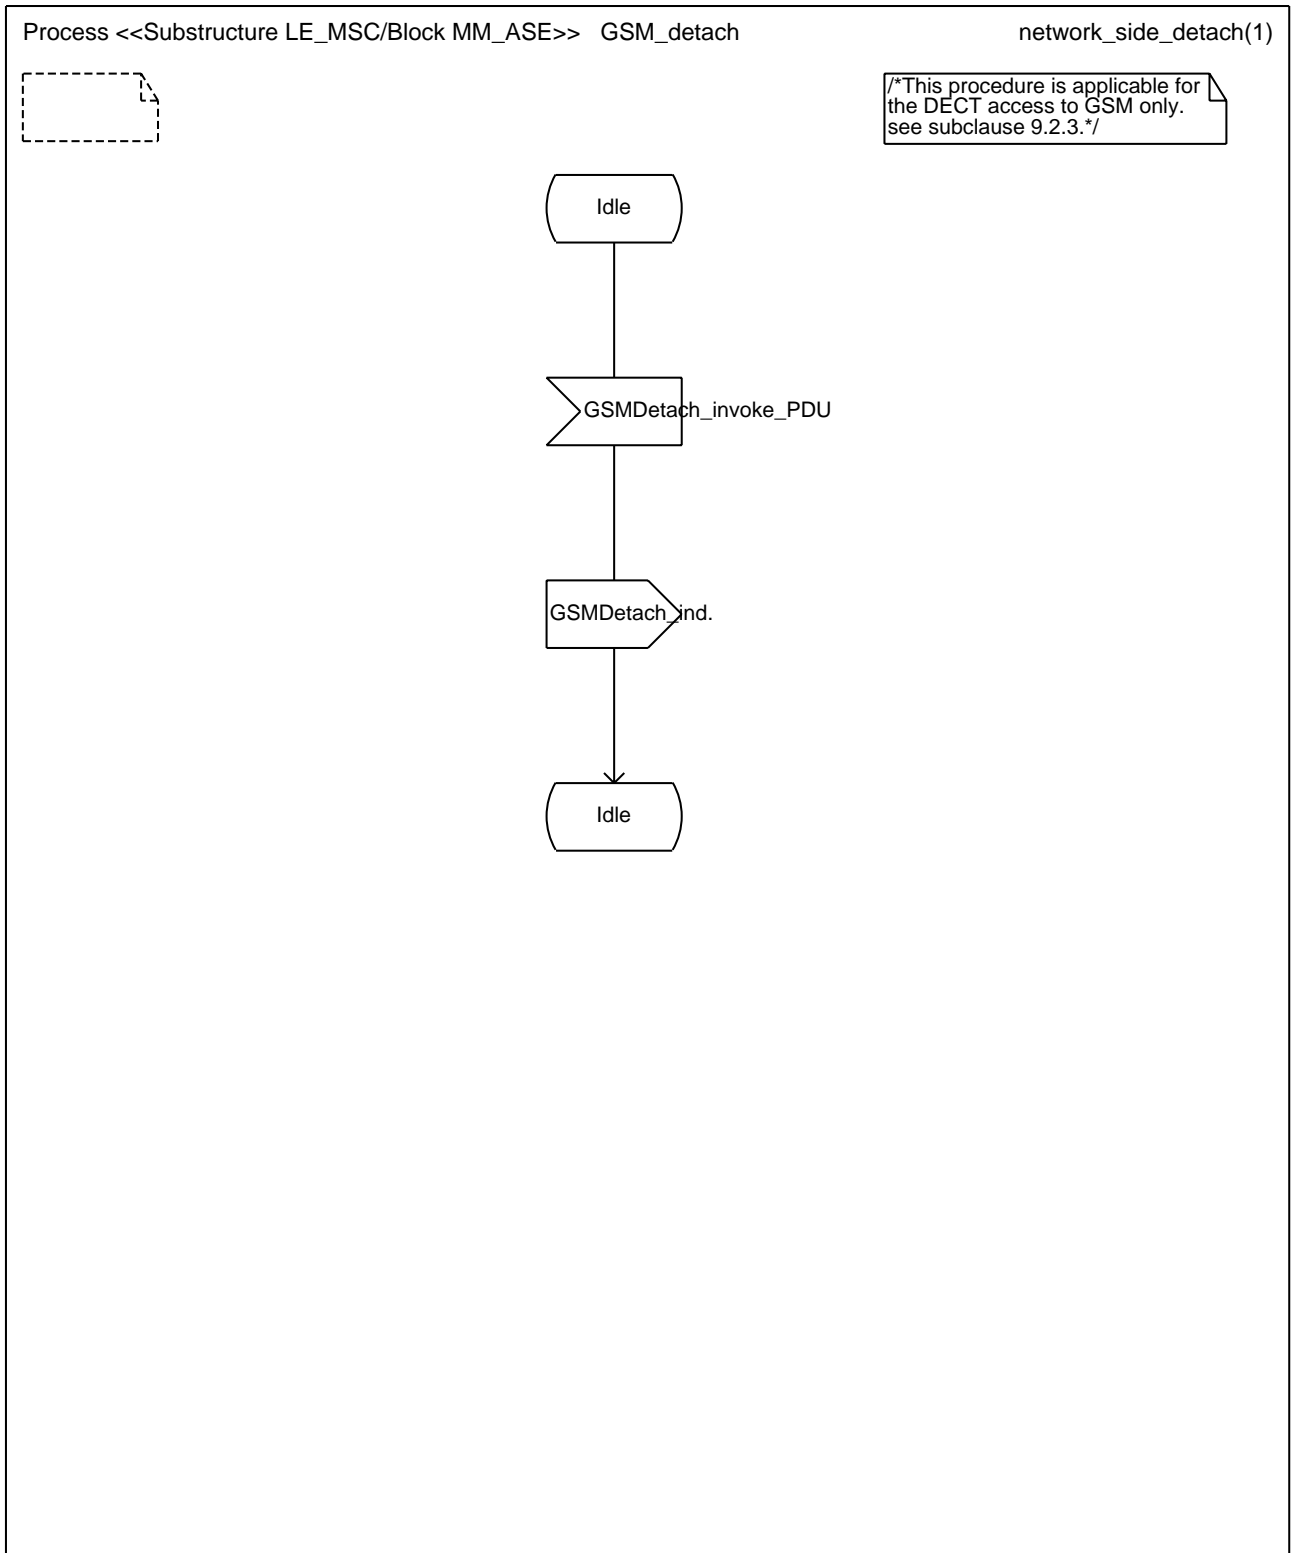 Process <<Substructure LE_MSC/Block MM_ASE>> GSM_detach network_side_detach(1)
/*This procedure is applicable for
the DECT access to GSM only.
see subclause 9.2.3.*/
Idle
GSMDetach_invoke_PDU
GSMDetach_ind.
Idle